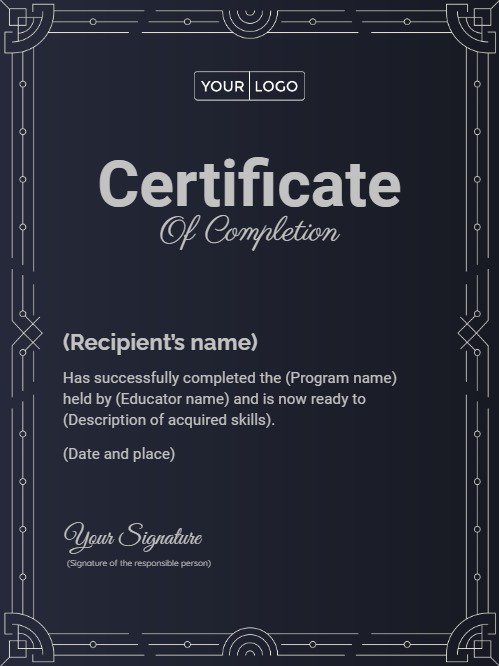 YOUR LOGO
Certificate
Of Completion
(Recipient's name)
Has successfully completed the (Program name)
held by (Educator name) and is now ready to
(Description of acquired skills).
(Date and place)
Your Signature
(Signature of the responsible person)